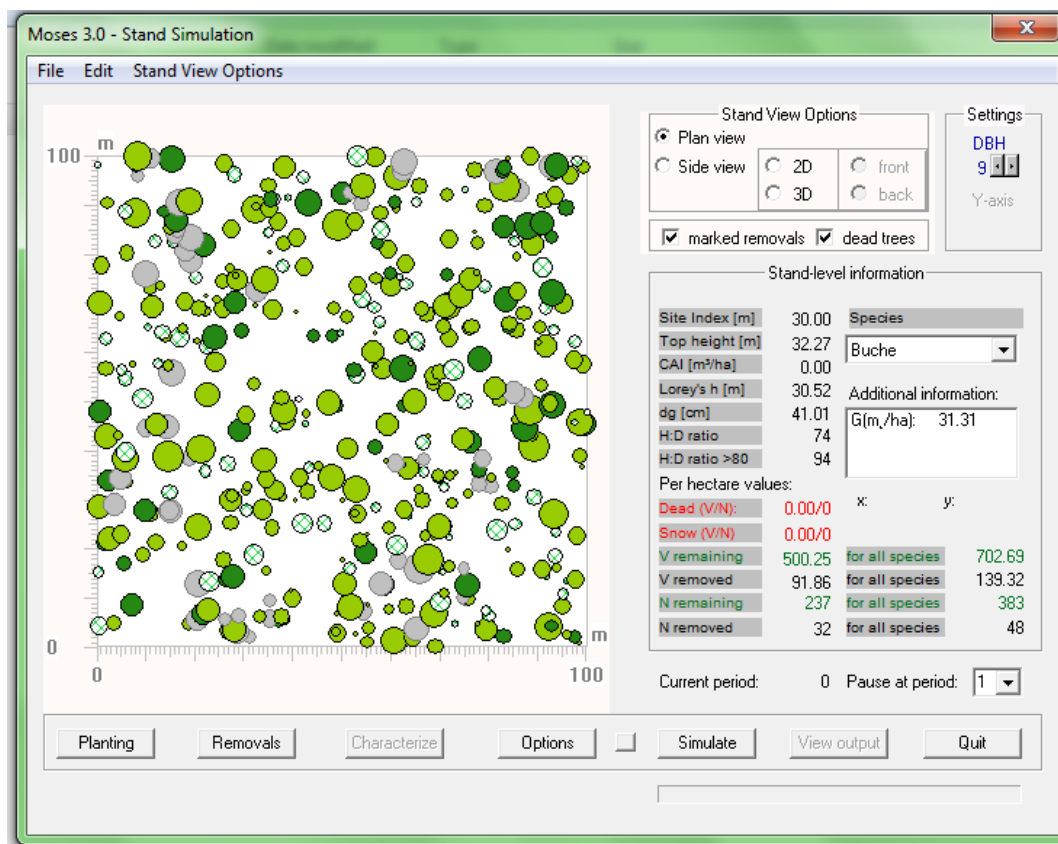 Moses 3.0 - Stand Simulation
File Edit Stand View Options
m
100
0
m
0 100
Stand View Options
Plan view
Side view 2D front
3D back
marked removals dead trees
Settings
DBH
9
Y-axis
Stand-level information
Site Index [m] 30.00 Species
Top height [m] 32.27 Buche
CAI [m³/ha] 0.00
Lorey's h [m] 30.52 Additional information:
dg [cm] 41.01 G(m,/ha): 31.31
H:D ratio 74
H:D ratio >80 94
Per hectare values: x: y:
Dead (V/N): 0.00/0
Snow (V/N) 0.00/0
V remaining 500.25 for all species 702.69
V removed 91.86 for all species 139.32
N remaining 237 for all species 383
N removed 32 for all species 48
Current period: 0 Pause at period: 1
Planting Removals Characterize Options Simulate View output Quit